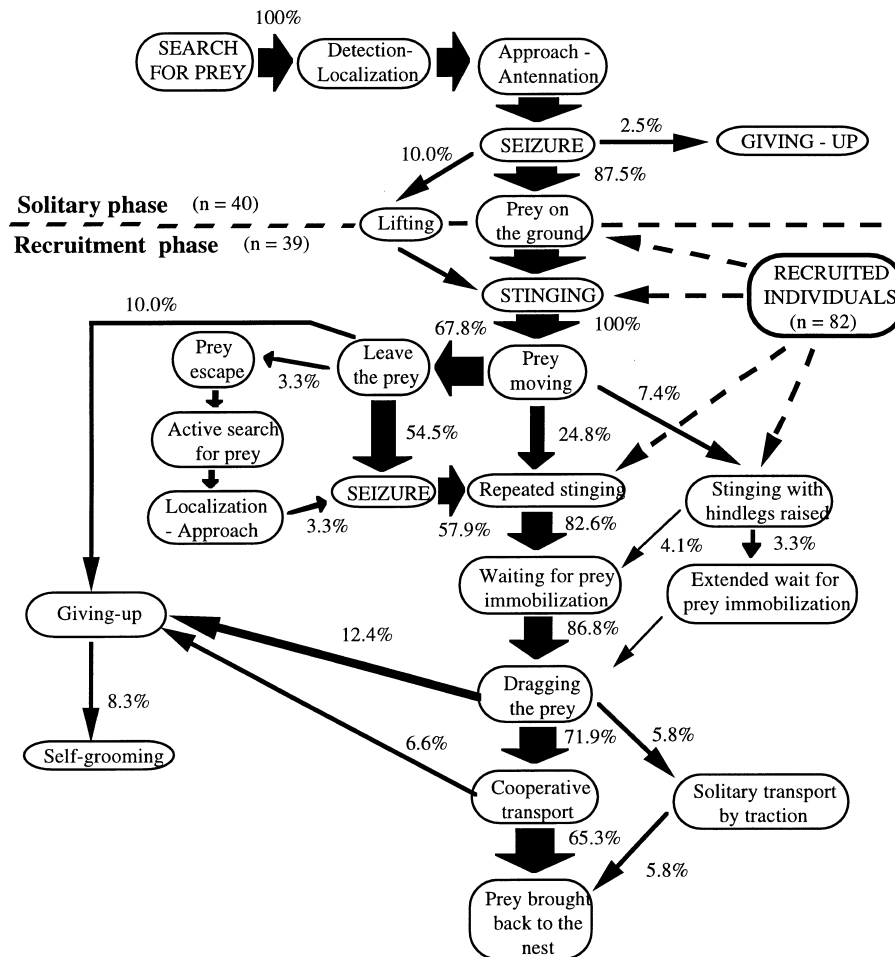 100%
SEARCH
FOR PREY
Detection-
Localization
Approach -
Antennation
SEIZURE
2.5%
GIVING - UP
10.0%
87.5%
Solitary phase (n = 40)
Lifting
Prey on
the ground
Recruitment phase (n = 39)
RECRUITED
INDIVIDUALS
(n = 82)
STINGING
10.0%
67.8%
100%
Prey
escape
3.3%
Leave
the prey
Prey
moving
7.4%
Active search
for prey
54.5%
24.8%
Localization
- Approach
3.3%
SEIZURE
57.9%
Repeated stinging
82.6%
Stinging with
hindlegs raised
4.1%
3.3%
Waiting for prey
immobilization
Extended wait for
prey immobilization
86.8%
Giving-up
12.4%
Dragging
the prey
8.3%
71.9%
5.8%
6.6%
Self-grooming
Cooperative
transport
Solitary transport
by traction
65.3%
5.8%
Prey brought
back to the
nest